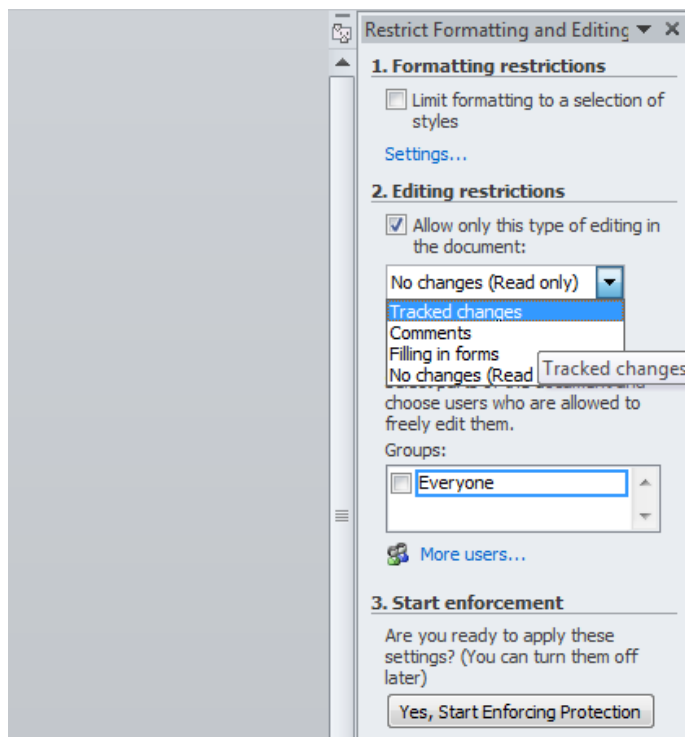 Restrict Formatting and Editing
1. Formatting restrictions
Limit formatting to a selection of
styles
Settings...
2. Editing restrictions
Allow only this type of editing in
the document:
No changes (Read only)
Tracked changes
Comments
Filling in forms
No changes (Read
Tracked changes
choose users who are allowed to
freely edit them.
Groups:
Everyone
More users...
3. Start enforcement
Are you ready to apply these
settings? (You can turn them off
later)
Yes, Start Enforcing Protection